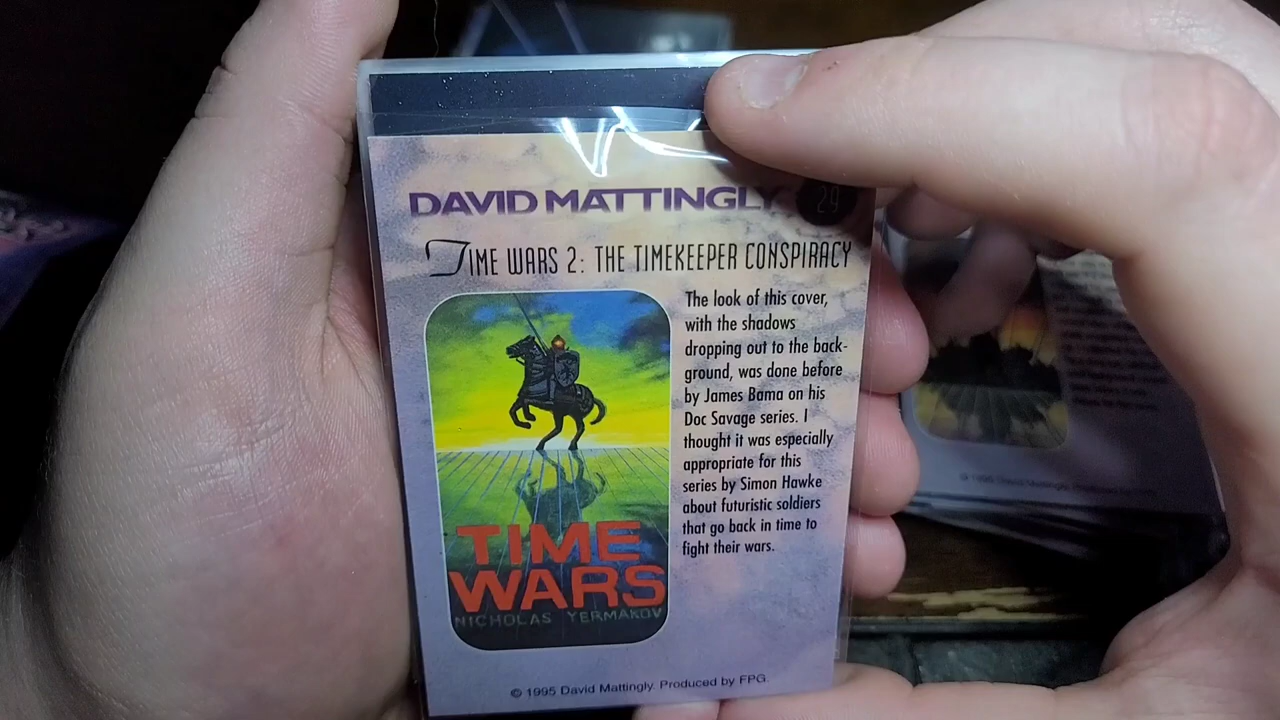 DAVID MATTINGLY 29
TIME WARS 2: THE TIMEKEEPER CONSPIRACY
The look of this cover,
with the shadows
dropping out to the back-
ground, was done before
by James Bama on his
Doc Savage series. I
thought it was especially
appropriate for this
series by Simon Hawke
about futuristic soldiers
that go back in time to
fight their wars.
TIME
WARS
NICHOLAS YERMAKOV
© 1995 David Mattingly. Produced by FPG.
© 1995 David Mattingly.